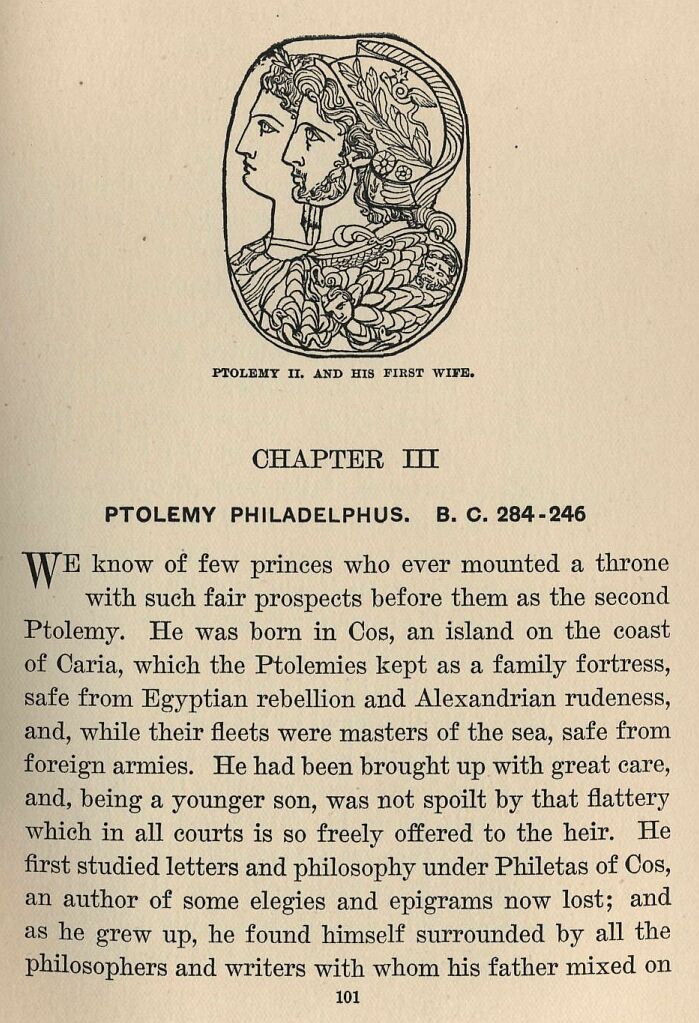 PTOLEMY II. AND HIS FIRST WIFE.
CHAPTER III
PTOLEMY PHILADELPHUS. B. C. 284-246
WE know of few princes who ever mounted a throne
with such fair prospects before them as the second
Ptolemy. He was born in Cos, an island on the coast
of Caria, which the Ptolemies kept as a family fortress,
safe from Egyptian rebellion and Alexandrian rudeness,
and, while their fleets were masters of the sea, safe from
foreign armies. He had been brought up with great care,
and, being a younger son, was not spoilt by that flattery
which in all courts is so freely offered to the heir. He
first studied letters and philosophy under Philetas of Cos,
an author of some elegies and epigrams now lost; and
as he grew up, he found himself surrounded by all the
philosophers and writers with whom his father mixed on
101